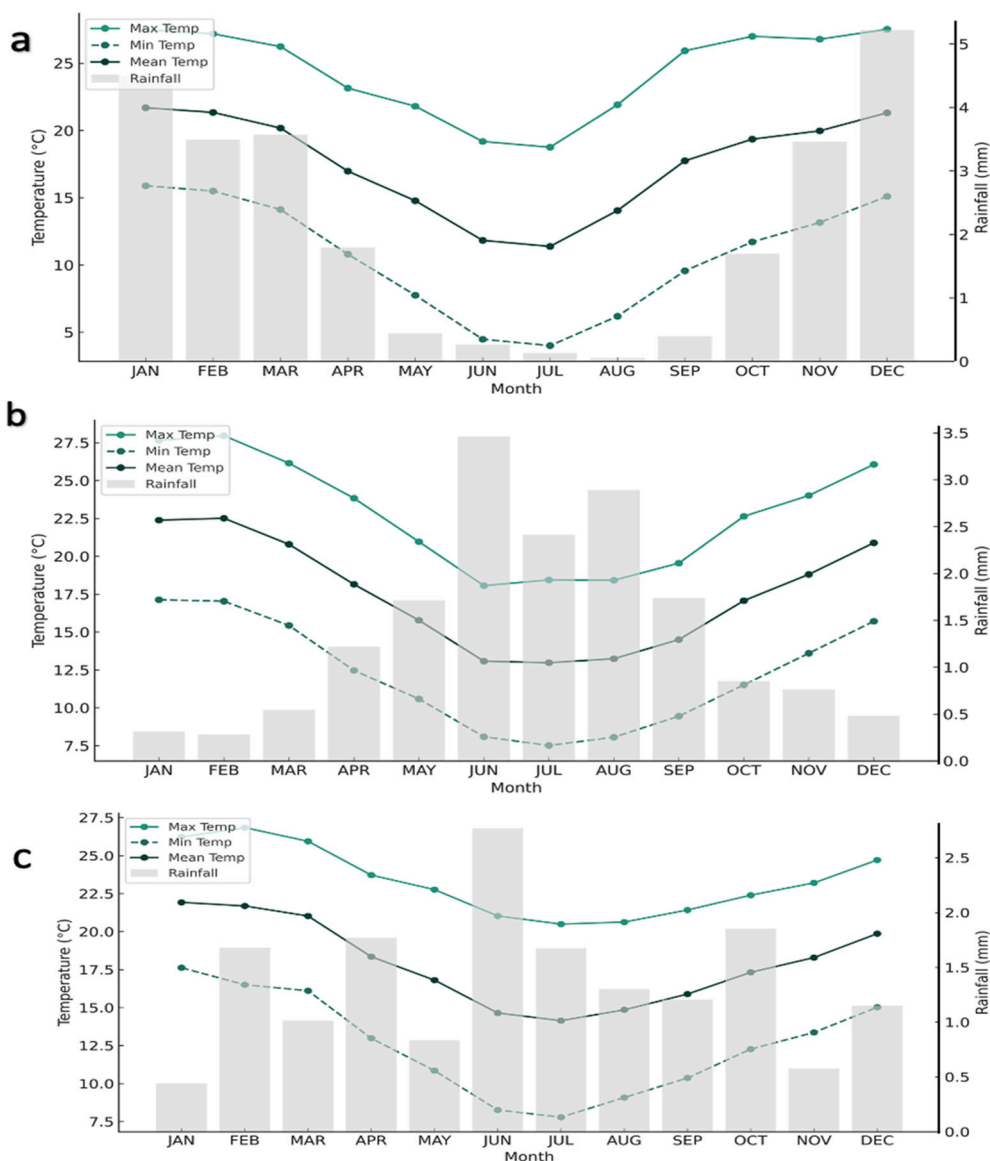 a
Max Temp
Min Temp
Mean Temp
Rainfall
Temperature (°C)
25
20
15
10
5
5
4
3
2
1
0
Rainfall (mm)
JAN FEB MAR APR MAY JUN JUL AUG SEP OCT NOV DEC
Month
b
Max Temp
Min Temp
Mean Temp
Rainfall
Temperature (°C)
27.5
25.0
22.5
20.0
17.5
15.0
12.5
10.0
7.5
3.5
3.0
2.5
2.0
1.5
1.0
0.5
0.0
Rainfall (mm)
JAN FEB MAR APR MAY JUN JUL AUG SEP OCT NOV DEC
Month
c
Max Temp
Min Temp
Mean Temp
Rainfall
Temperature (°C)
27.5
25.0
22.5
20.0
17.5
15.0
12.5
10.0
7.5
2.5
2.0
1.5
1.0
0.5
0.0
Rainfall (mm)
JAN FEB MAR APR MAY JUN JUL AUG SEP OCT NOV DEC
Month